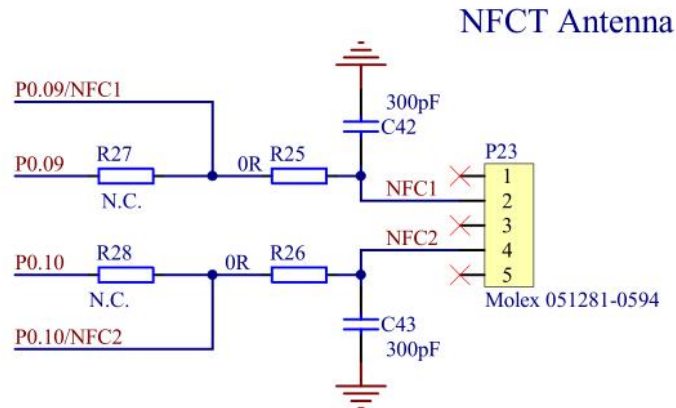 NFCT Antenna
P0.09/NFC1
300pF
C42
P0.09
R27
0R
R25
N.C.
NFC1
P23
1
2
3
4
5
NFC2
P0.10
R28
0R
R26
N.C.
Molex 051281-0594
C43
300pF
P0.10/NFC2